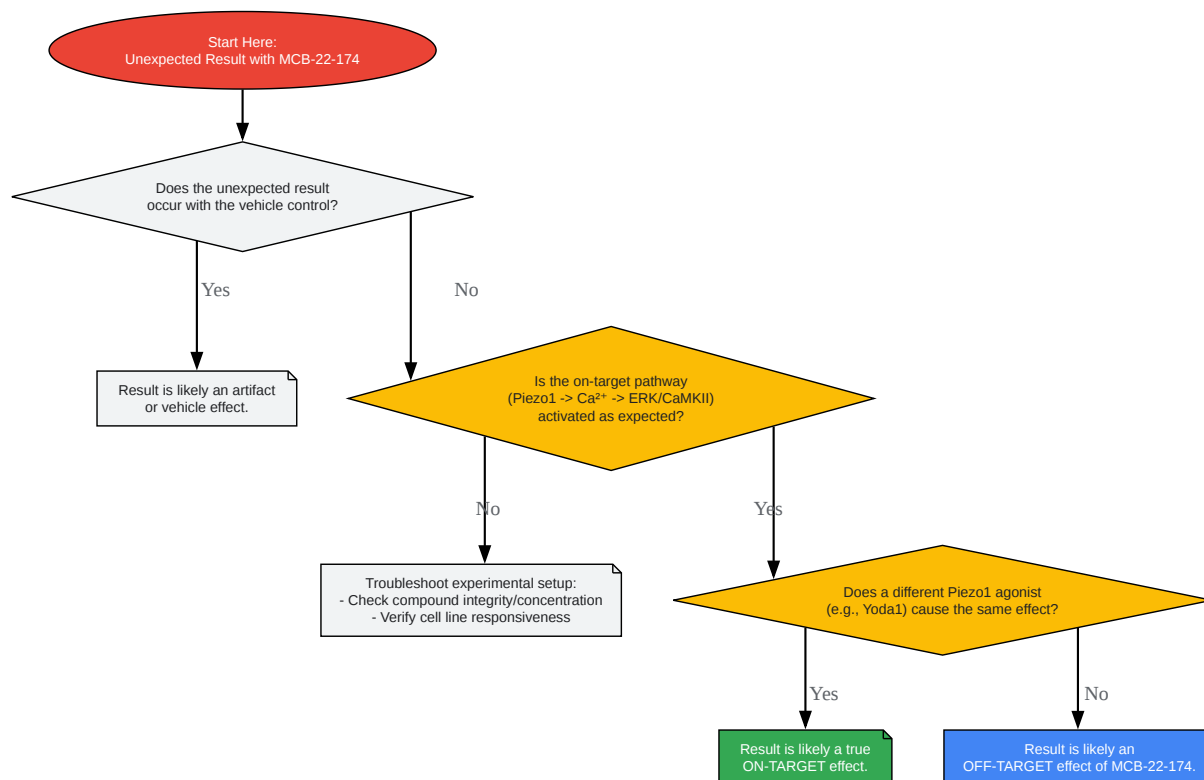 Start Here:
Unexpected Result with MCB-22-174
Does the unexpected result
occur with the vehicle control?
Yes
No
Result is likely an artifact
or vehicle effect.
Is the on-target pathway
(Piezo1 -> Ca²⁺ -> ERK/CaMKII)
activated as expected?
No
Yes
Troubleshoot experimental setup:
- Check compound integrity/concentration
- Verify cell line responsiveness
Does a different Piezo1 agonist
(e.g., Yoda1) cause the same effect?
Yes
No
Result is likely a true
ON-TARGET effect.
Result is likely an
OFF-TARGET effect of MCB-22-174.